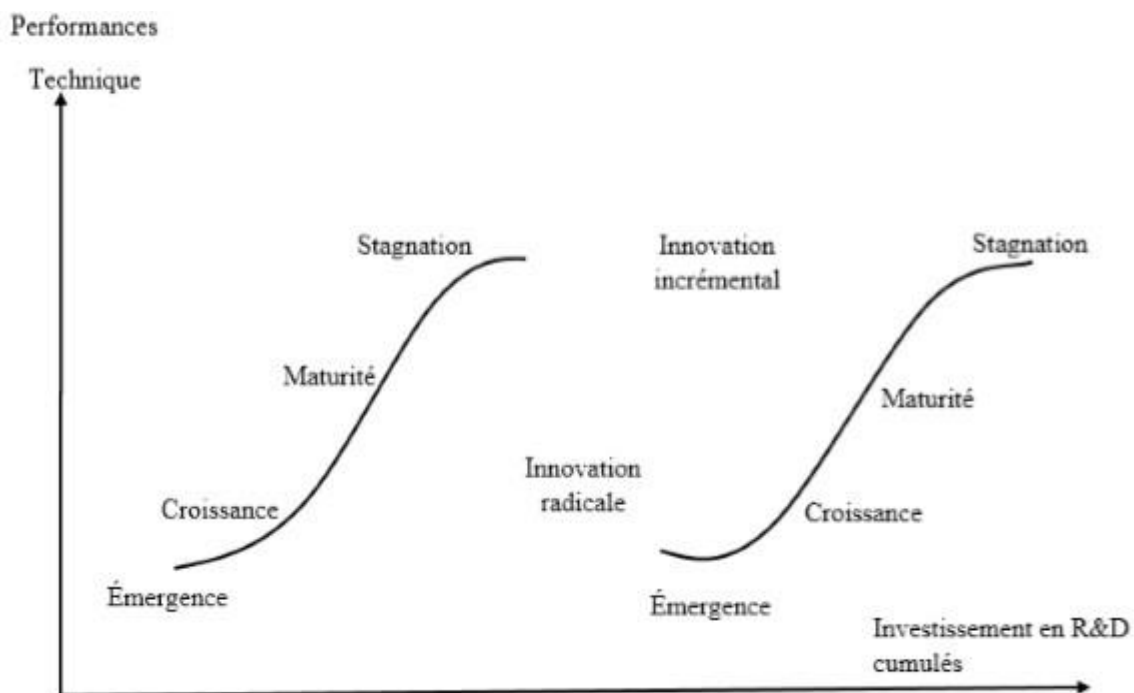 Performances
Technique
Stagnation
Innovation
incrémental
Stagnation
Maturité
Maturité
Innovation
radicale
Croissance
Croissance
Émergence
Émergence
Investissement en R&D
cumulés